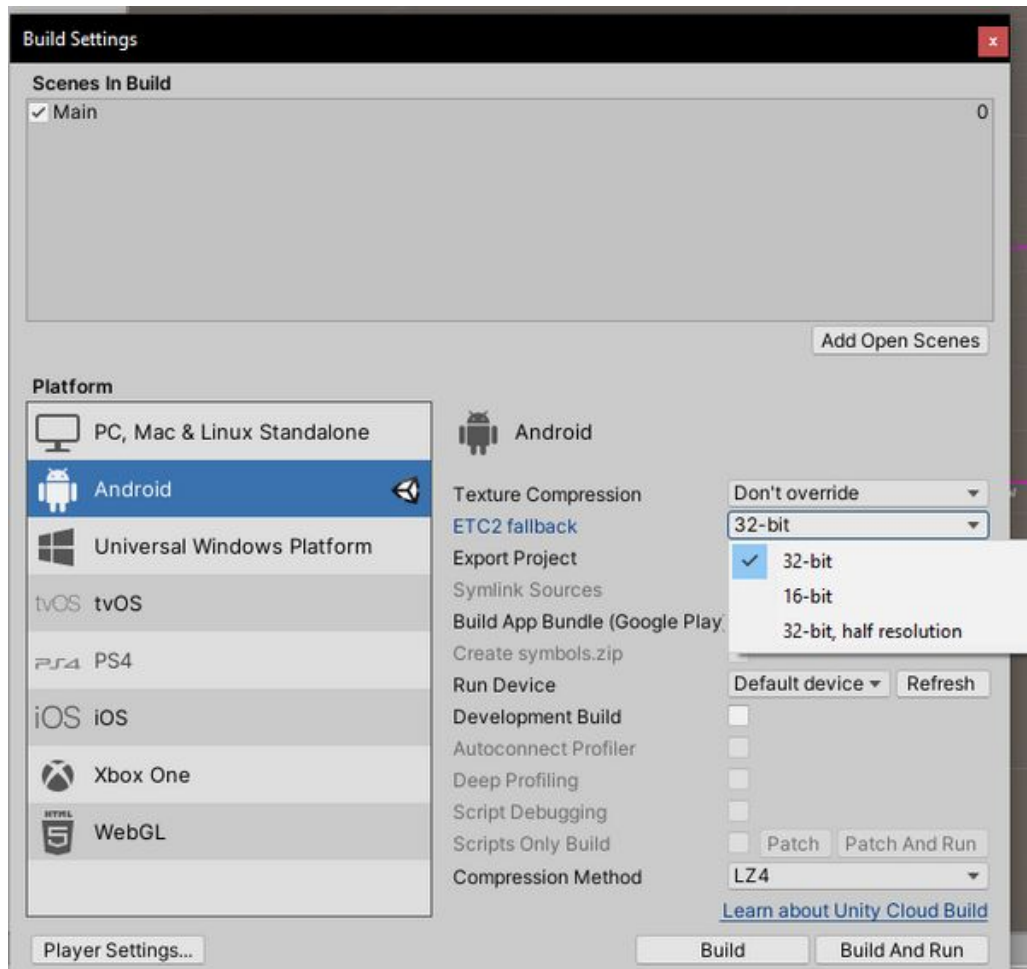 Build Settings
x
Scenes In Build
Main 0
Add Open Scenes
Platform
PC, Mac & Linux Standalone
Android
Universal Windows Platform
tvOS tvOS
PS4 PS4
iOS iOS
Xbox One
HTML 5 WebGL
Android
Texture Compression Don't override
ETC2 fallback 32-bit
Export Project
32-bit
Symlink Sources
16-bit
Build App Bundle (Google Play)
32-bit, half resolution
Create symbols.zip
Run Device Default device Refresh
Development Build
Autoconnect Profiler
Deep Profiling
Script Debugging
Scripts Only Build Patch Patch And Run
Compression Method LZ4
Learn about Unity Cloud Build
Player Settings... Build Build And Run